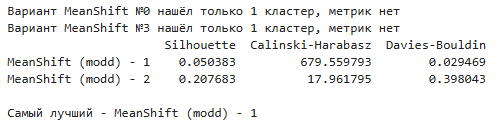 Вариант MeanShift №0 нашёл только 1 кластер, метрик нет
Вариант MeanShift №3 нашёл только 1 кластер, метрик нет
Silhouette Calinski-Harabasz Davies-Bouldin
MeanShift (modd) - 1 0.050383 679.559793 0.029469
MeanShift (modd) - 2 0.207683 17.961795 0.398043
Самый лучший - MeanShift (modd) - 1